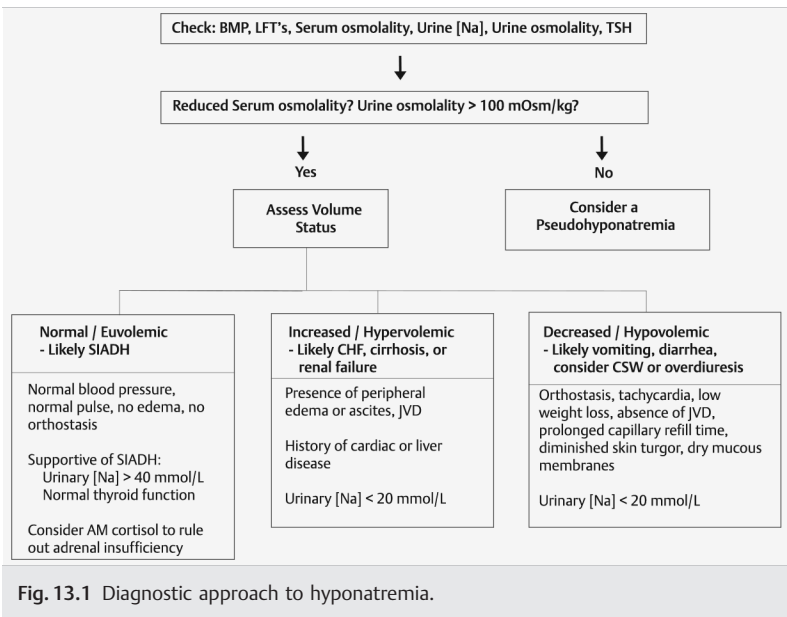 Check: BMP, LFT's, Serum osmolality, Urine [Na], Urine osmolality, TSH
Reduced Serum osmolality? Urine osmolality > 100 mOsm/kg?
Yes
No
Assess Volume
Status
Consider a
Pseudohyponatremia
Normal / Euvolemic
- Likely SIADH
Normal blood pressure,
normal pulse, no edema, no
orthostasis
Supportive of SIADH:
Urinary [Na] > 40 mmol/L
Normal thyroid function
Consider AM cortisol to rule
out adrenal insufficiency
Increased / Hypervolemic
- Likely CHF, cirrhosis, or
renal failure
Presence of peripheral
edema or ascites, JVD
History of cardiac or liver
disease
Urinary [Na] < 20 mmol/L
Decreased / Hypovolemic
- Likely vomiting, diarrhea,
consider CSW or overdiuresis
Orthostasis, tachycardia, low
weight loss, absence of JVD,
prolonged capillary refill time,
diminished skin turgor, dry mucous
membranes
Urinary [Na] < 20 mmol/L
Fig. 13.1 Diagnostic approach to hyponatremia.